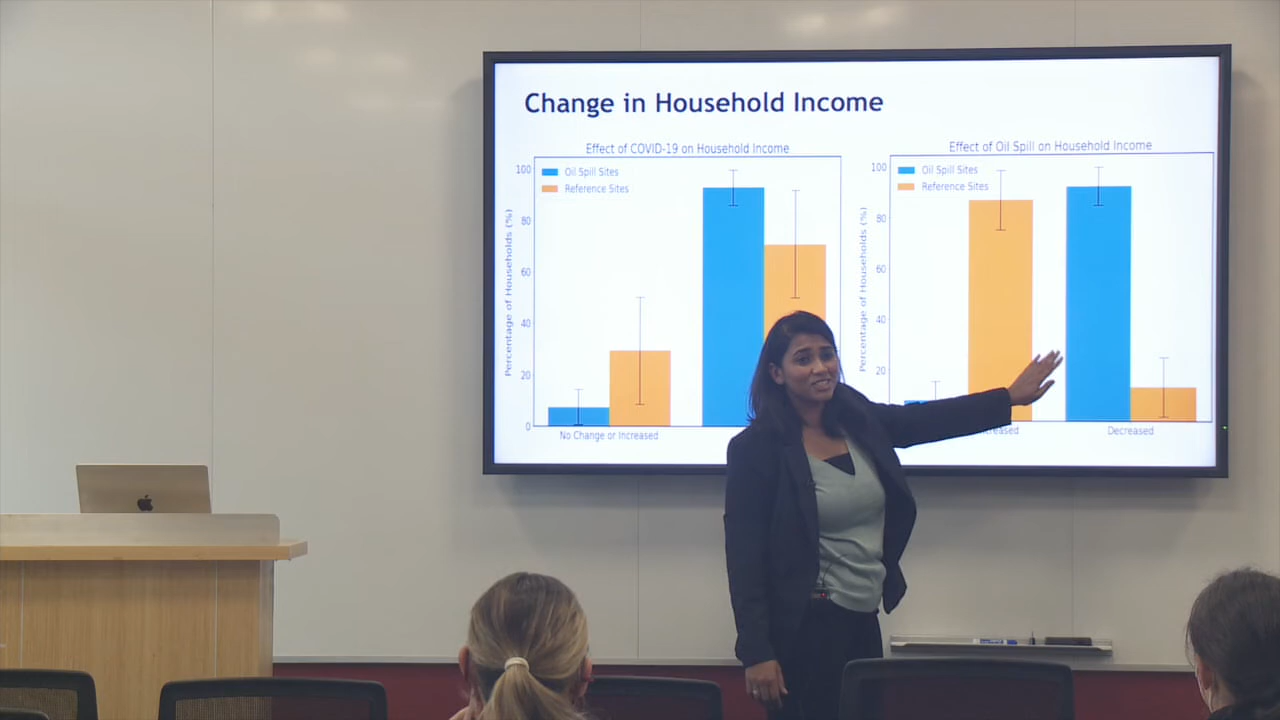 Change in Household Income
Effect of COVID-19 on Household Income
Oil Spill Sites
Reference Sites
Percentage of Households (%)
100
80
60
40
20
0
No Change or Increased
Effect of Oil Spill on Household Income
Oil Spill Sites
Reference Sites
Percentage of Households (%)
100
80
60
40
20
Decreased